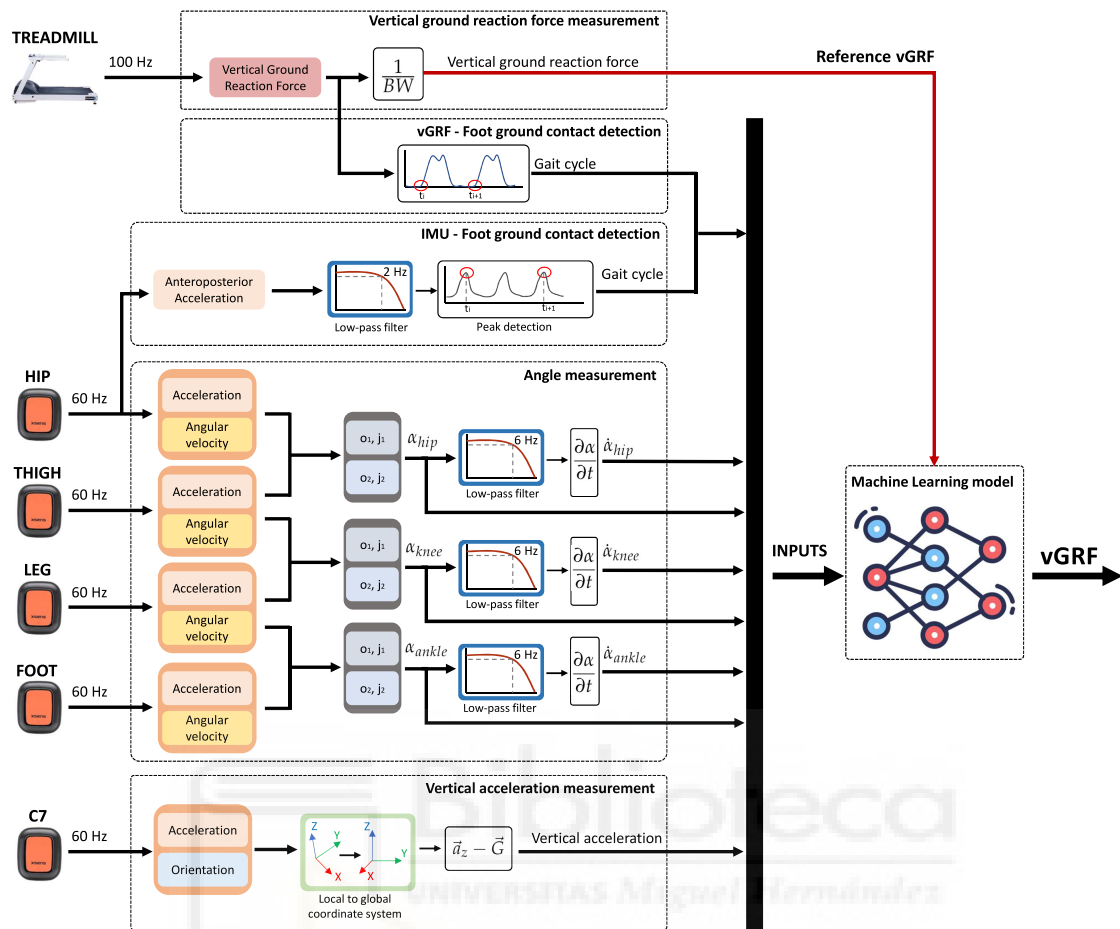 Vertical ground reaction force measurement
TREADMILL
100 Hz
Vertical Ground
Reaction Force
1
BW
Vertical ground reaction force
Reference vGRF
vGRF - Foot ground contact detection
Gait cycle
ti
ti+1
IMU - Foot ground contact detection
Anteroposterior
Acceleration
2 Hz
Low-pass filter
ti
ti+1
Peak detection
Gait cycle
Angle measurement
HIP
60 Hz
Acceleration
Angular
velocity
THIGH
60 Hz
Acceleration
Angular
velocity
LEG
60 Hz
Acceleration
Angular
velocity
FOOT
60 Hz
Acceleration
Angular
velocity
o1, j1
o2, j2
αhip
6 Hz
Low-pass filter
∂α
∂t
α̇hip
o1, j1
o2, j2
αknee
6 Hz
Low-pass filter
∂α
∂t
α̇knee
o1, j1
o2, j2
αankle
6 Hz
Low-pass filter
∂α
∂t
α̇ankle
INPUTS
Machine Learning model
vGRF
Vertical acceleration measurement
C7
60 Hz
Acceleration
Orientation
Z
Y
X
Z
Y
X
Local to global
coordinate system
a⃗z − G⃗
Vertical acceleration
Biblioteca
UNIVERSITAS Miguel Hernández